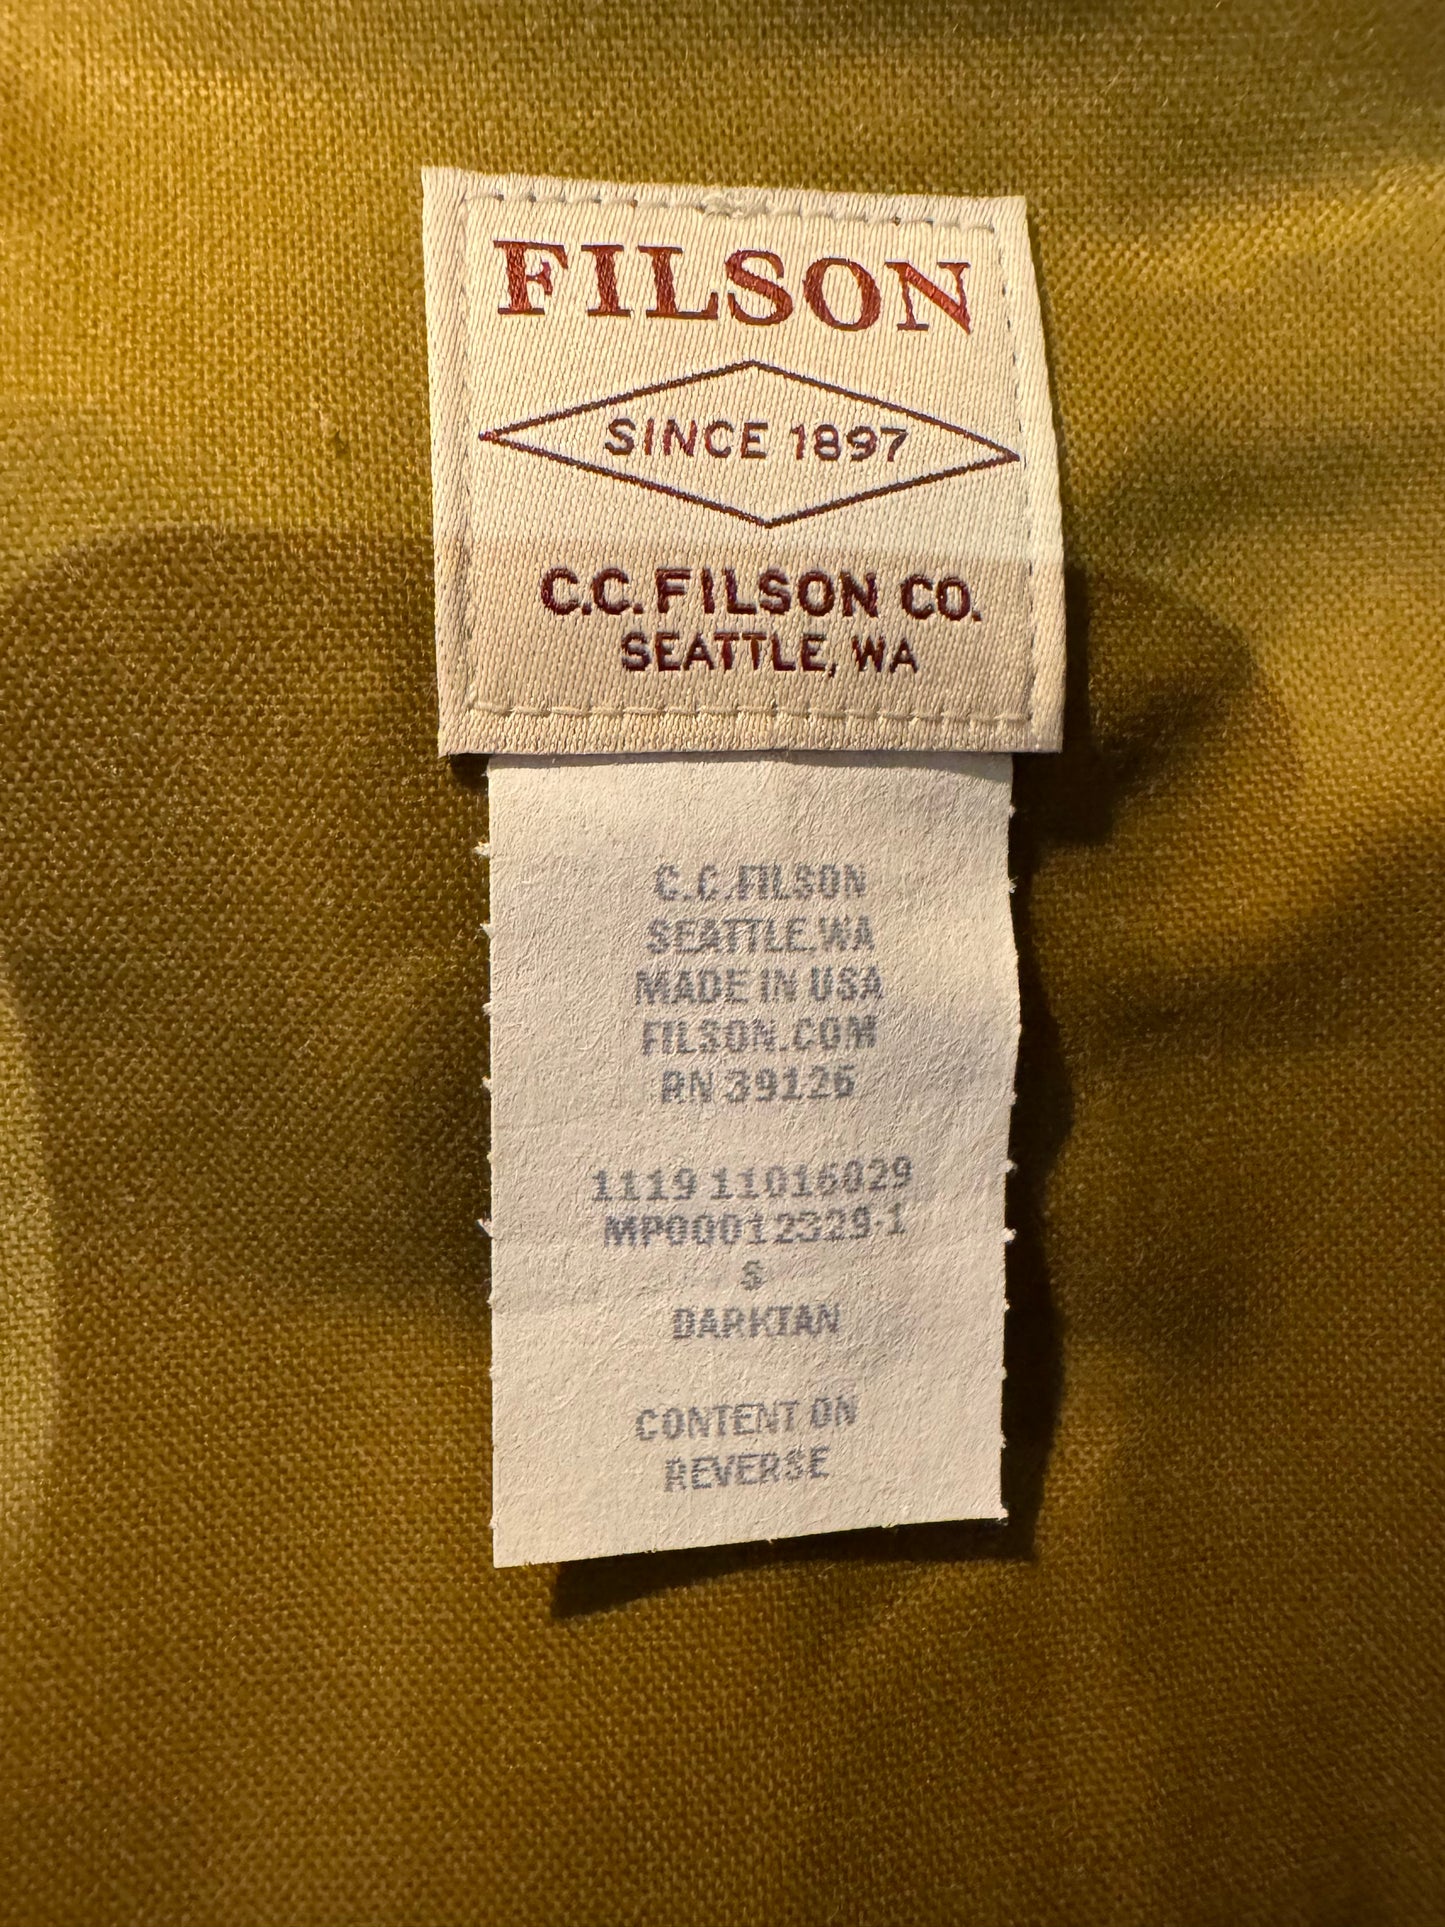 FILSON
SINCE 1897
C.C. FILSON CO.
SEATTLE, WA
C.C.FILSON
SEATTLE,WA
MADE IN USA
FILSON.COM
RN 39126
1119 11016029
MP00012329-1
S
DARKTAN
CONTENT ON
REVERSE